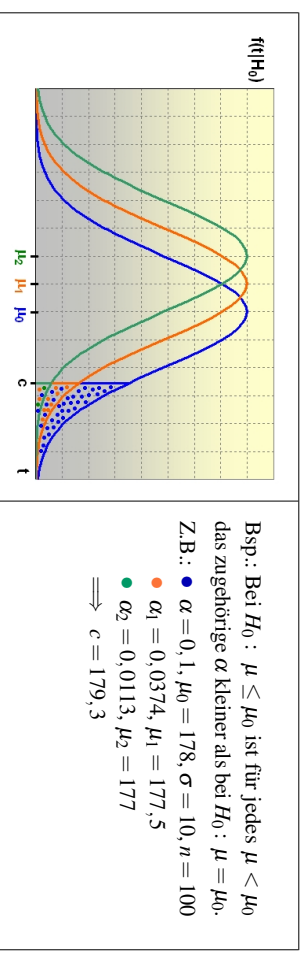 f(t|H₀)
μ₂ μ₁ μ₀ c t
Bsp.: Bei H₀ : μ ≤ μ₀ ist für jedes μ < μ₀
das zugehörige α kleiner als bei H₀ : μ = μ₀.
Z.B.: • α = 0,1, μ₀ = 178, σ = 10, n = 100
• α₁ = 0,0374, μ₁ = 177,5
• α₂ = 0,0113, μ₂ = 177
⟹ c = 179,3